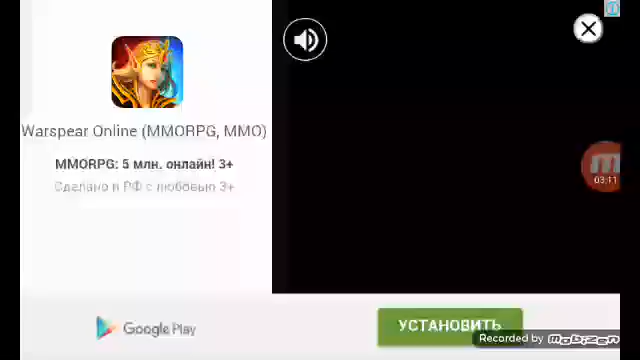 Warspear Online (MMORPG, MMO)
MMORPG: 5 млн. онлайн! 3+
Сделано в РФ с любовью 3+
03:11
Google Play
УСТАНОВИТЬ
Recorded by Mobizen